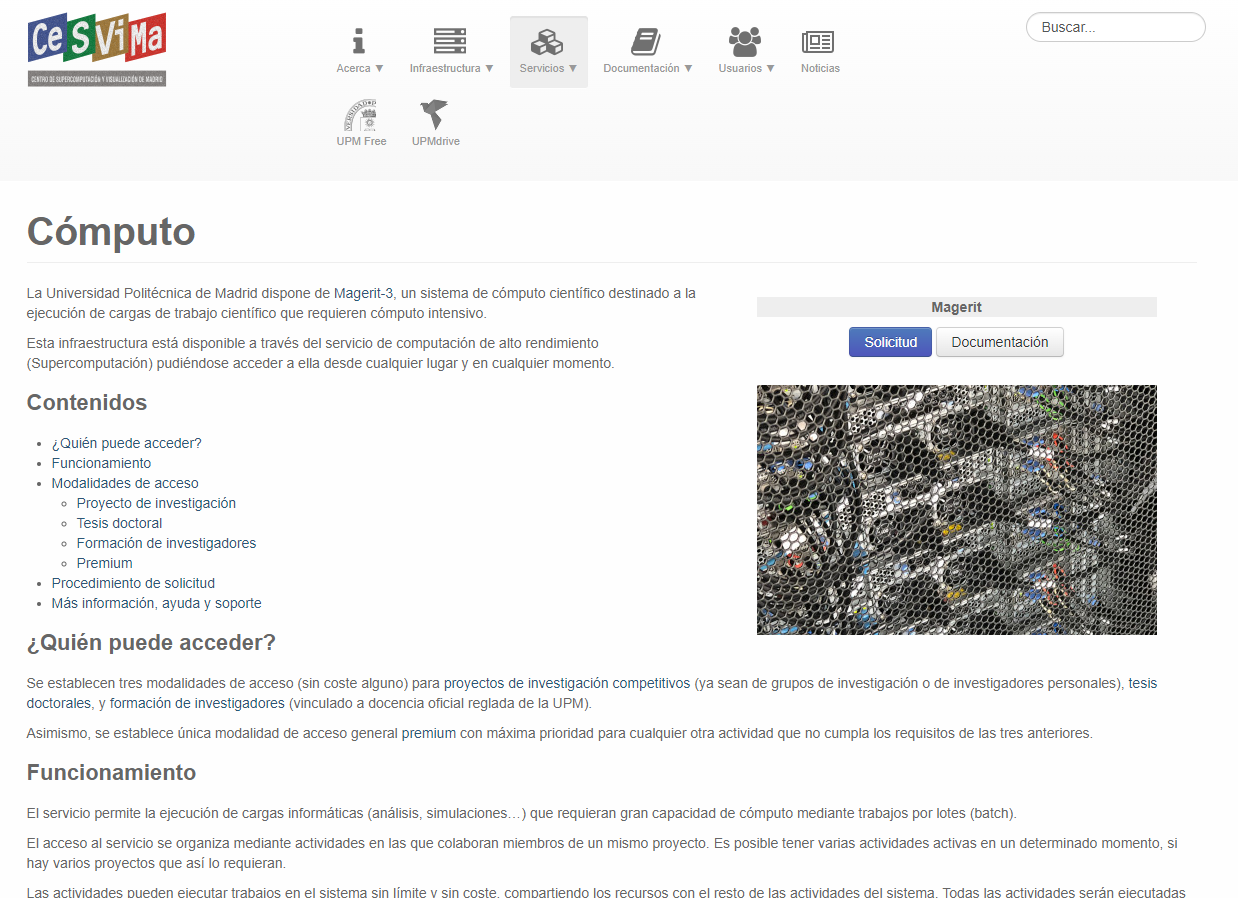 CeSViMa
CENTRO DE SUPERCOMPUTACIÓN Y VISUALIZACIÓN DE MADRID
Acerca ▼
Infraestructura ▼
Servicios ▼
Documentación ▼
Usuarios ▼
Noticias
Buscar...
UPM Free
UPMdrive
Cómputo
La Universidad Politécnica de Madrid dispone de Magerit-3, un sistema de cómputo científico destinado a la
ejecución de cargas de trabajo científico que requieren cómputo intensivo.
Esta infraestructura está disponible a través del servicio de computación de alto rendimiento
(Supercomputación) pudiéndose acceder a ella desde cualquier lugar y en cualquier momento.
Magerit
Solicitud
Documentación
Contenidos
• ¿Quién puede acceder?
• Funcionamiento
• Modalidades de acceso
◦ Proyecto de investigación
◦ Tesis doctoral
◦ Formación de investigadores
◦ Premium
• Procedimiento de solicitud
• Más información, ayuda y soporte
¿Quién puede acceder?
Se establecen tres modalidades de acceso (sin coste alguno) para proyectos de investigación competitivos (ya sean de grupos de investigación o de investigadores personales), tesis
doctorales, y formación de investigadores (vinculado a docencia oficial reglada de la UPM).
Asimismo, se establece única modalidad de acceso general premium con máxima prioridad para cualquier otra actividad que no cumpla los requisitos de las tres anteriores.
Funcionamiento
El servicio permite la ejecución de cargas informáticas (análisis, simulaciones…) que requieran gran capacidad de cómputo mediante trabajos por lotes (batch).
El acceso al servicio se organiza mediante actividades en las que colaboran miembros de un mismo proyecto. Es posible tener varias actividades activas en un determinado momento, si
hay varios proyectos que así lo requieran.
Las actividades pueden ejecutar trabajos en el sistema sin límite y sin coste, compartiendo los recursos con el resto de las actividades del sistema. Todas las actividades serán ejecutadas